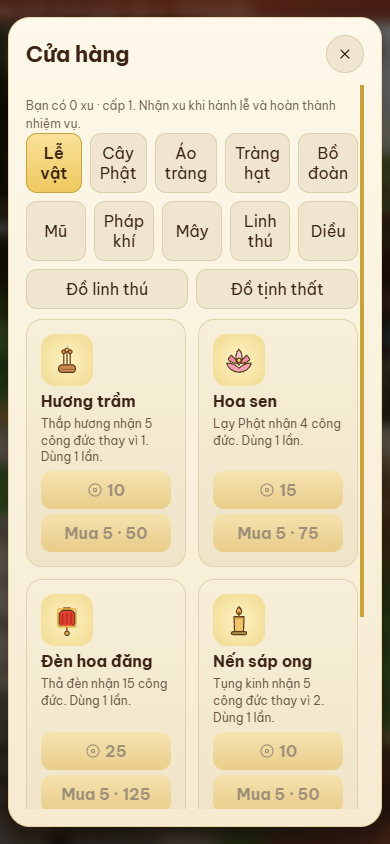 Cửa hàng
×
Bạn có 0 xu · cấp 1. Nhận xu khi hành lễ và hoàn thành
nhiệm vụ.
Lễ
vật
Cây
Phật
Áo
tràng
Tràng
hạt
Bồ
đoàn
Mũ
Pháp
khí
Mây
Linh
thú
Diều
Đồ linh thú
Đồ tịnh thất
Hương trầm
Thắp hương nhận 5
công đức thay vì 1.
Dùng 1 lần.
10
Mua 5 · 50
Hoa sen
Lạy Phật nhận 4 công
đức. Dùng 1 lần.
15
Mua 5 · 75
Đèn hoa đăng
Thả đèn nhận 15 công
đức. Dùng 1 lần.
25
Mua 5 · 125
Nến sáp ong
Tụng kinh nhận 5
công đức thay vì 2.
Dùng 1 lần.
10
Mua 5 · 50